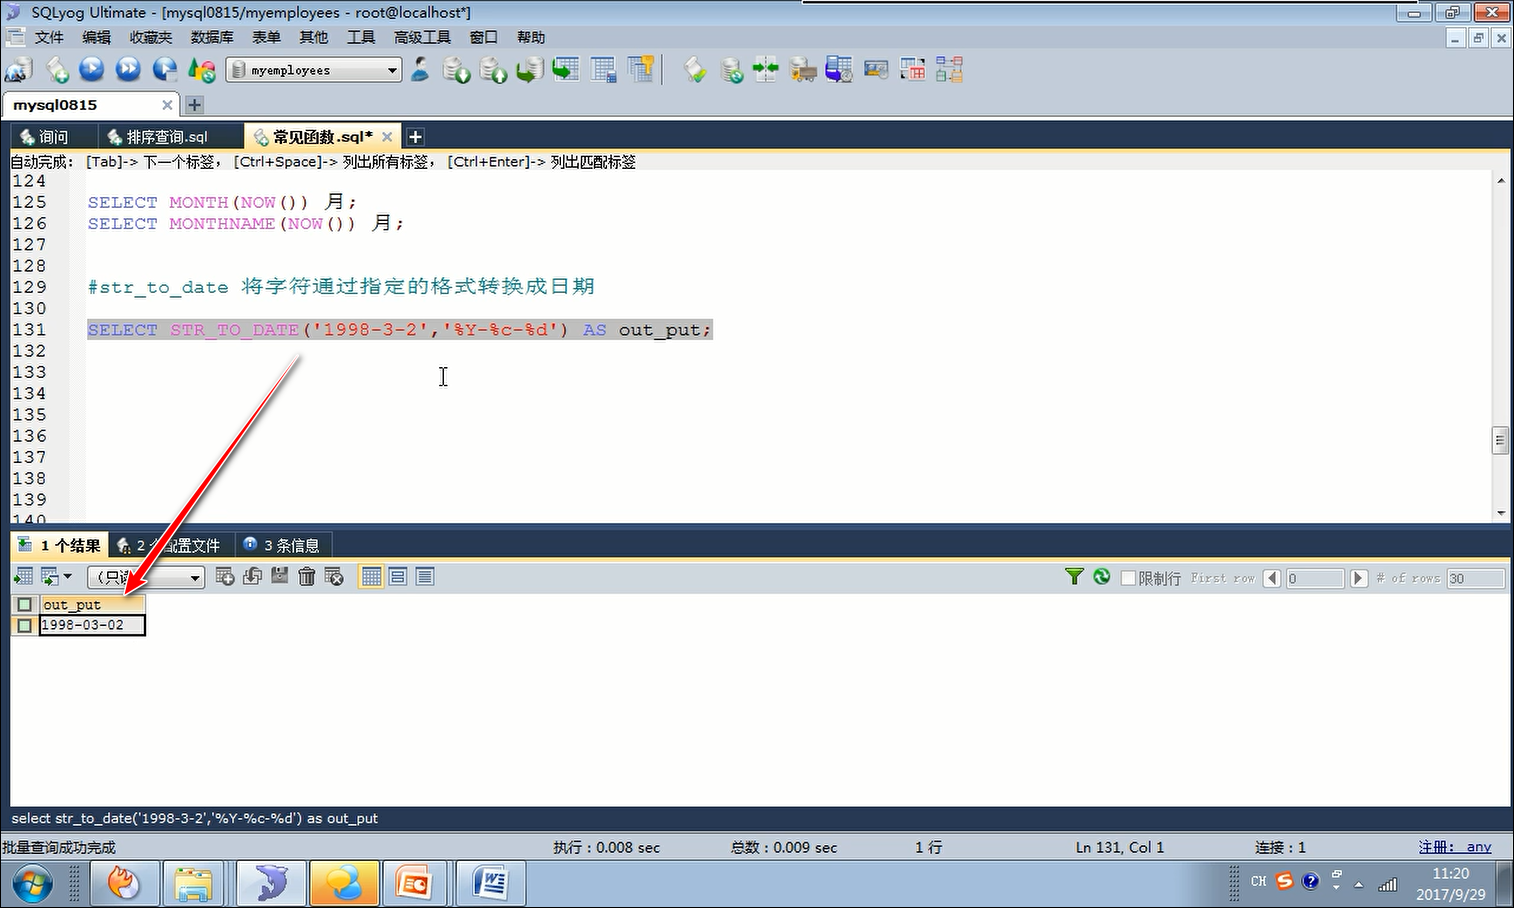 SQLyog Ultimate - [mysql0815/myemployees - root@localhost*]
文件 编辑 收藏夹 数据库 表单 其他 工具 高级工具 窗口 帮助
myemployees
mysql0815
询问 排序查询.sql 常见函数.sql*
自动完成: [Tab]-> 下一个标签, [Ctrl+Space]-> 列出所有标签, [Ctrl+Enter]-> 列出匹配标签
124
125 SELECT MONTH(NOW()) 月;
126 SELECT MONTHNAME(NOW()) 月;
127
128
129 #str_to_date 将字符通过指定的格式转换成日期
130
131 SELECT STR_TO_DATE('1998-3-2','%Y-%c-%d') AS out_put;
132
133
134
135
136
137
138
139
140
1 个结果 2 个配置文件 3 条信息
(只读 限制行 First row 0 # of rows 30
out_put
1998-03-02
select str_to_date('1998-3-2','%Y-%c-%d') as out_put
批量查询成功完成 执行 : 0.008 sec 总数 : 0.009 sec 1 行 Ln 131, Col 1 连接 : 1 注册: any
CH 11:20
2017/9/29